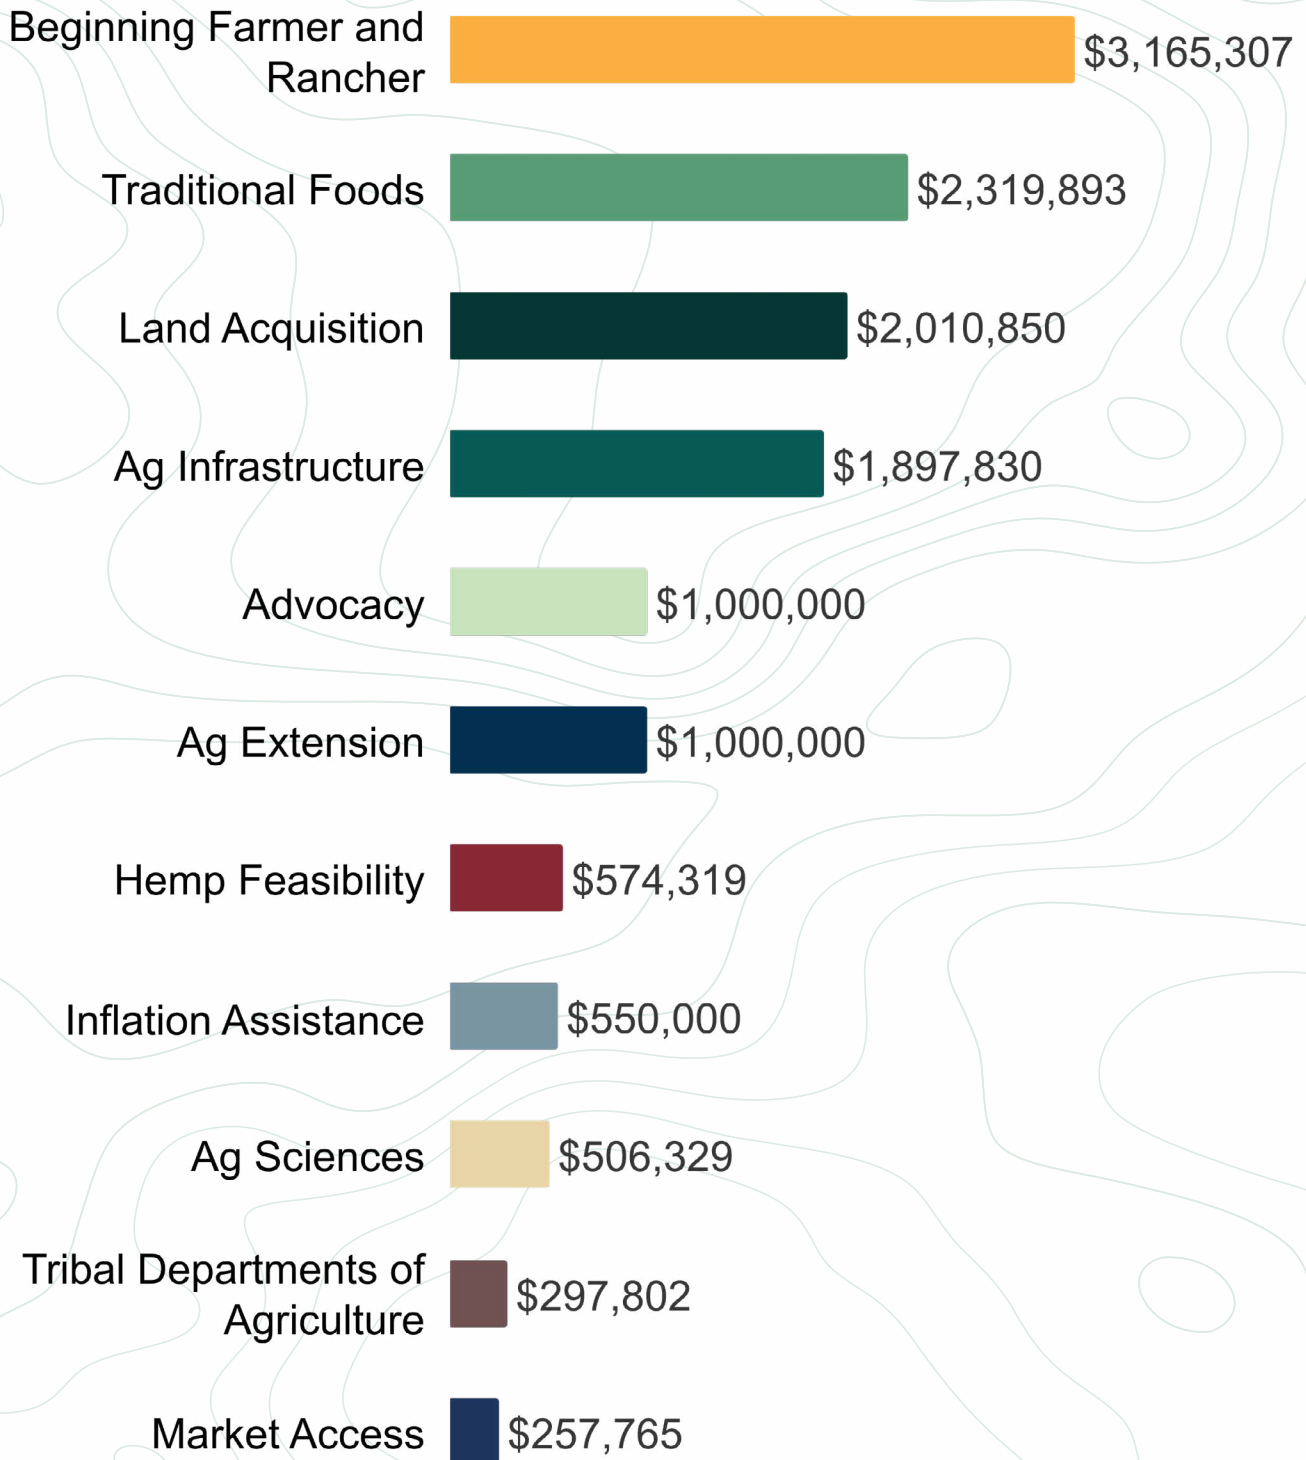 Beginning Farmer and
Rancher
$3,165,307
Traditional Foods
$2,319,893
Land Acquisition
$2,010,850
Ag Infrastructure
$1,897,830
Advocacy
$1,000,000
Ag Extension
$1,000,000
Hemp Feasibility
$574,319
Inflation Assistance
$550,000
Ag Sciences
$506,329
Tribal Departments of
Agriculture
$297,802
Market Access
$257,765